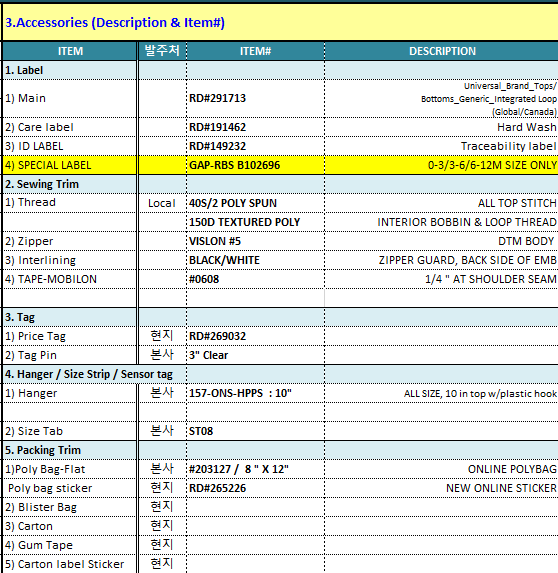 3.Accessories (Description & Item#)
ITEM 발주처 ITEM# DESCRIPTION
1. Label
1) Main RD#291713 Universal_Brand_Tops/
Bottoms_Generic_Integrated Loop
(Global/Canada)
2) Care label RD#191462 Hard Wash
3) ID LABEL RD#149232 Traceability label
4) SPECIAL LABEL GAP-RBS B102696 0-3/3-6/6-12M SIZE ONLY
2. Sewing Trim
1) Thread Local 40S/2 POLY SPUN ALL TOP STITCH
150D TEXTURED POLY INTERIOR BOBBIN & LOOP THREAD
2) Zipper VISLON #5 DTM BODY
3) Interlining BLACK/WHITE ZIPPER GUARD, BACK SIDE OF EMB
4) TAPE-MOBILON #0608 1/4 " AT SHOULDER SEAM
3. Tag
1) Price Tag 현지 RD#269032
2) Tag Pin 본사 3" Clear
4. Hanger / Size Strip / Sensor tag
1) Hanger 본사 157-ONS-HPPS : 10" ALL SIZE, 10 in top w/plastic hook
2) Size Tab 본사 ST08
5. Packing Trim
1)Poly Bag-Flat 본사 #203127 / 8 " X 12" ONLINE POLYBAG
Poly bag sticker 현지 RD#265226 NEW ONLINE STICKER
2) Blister Bag 현지
3) Carton 현지
4) Gum Tape 현지
5) Carton label Sticker 현지